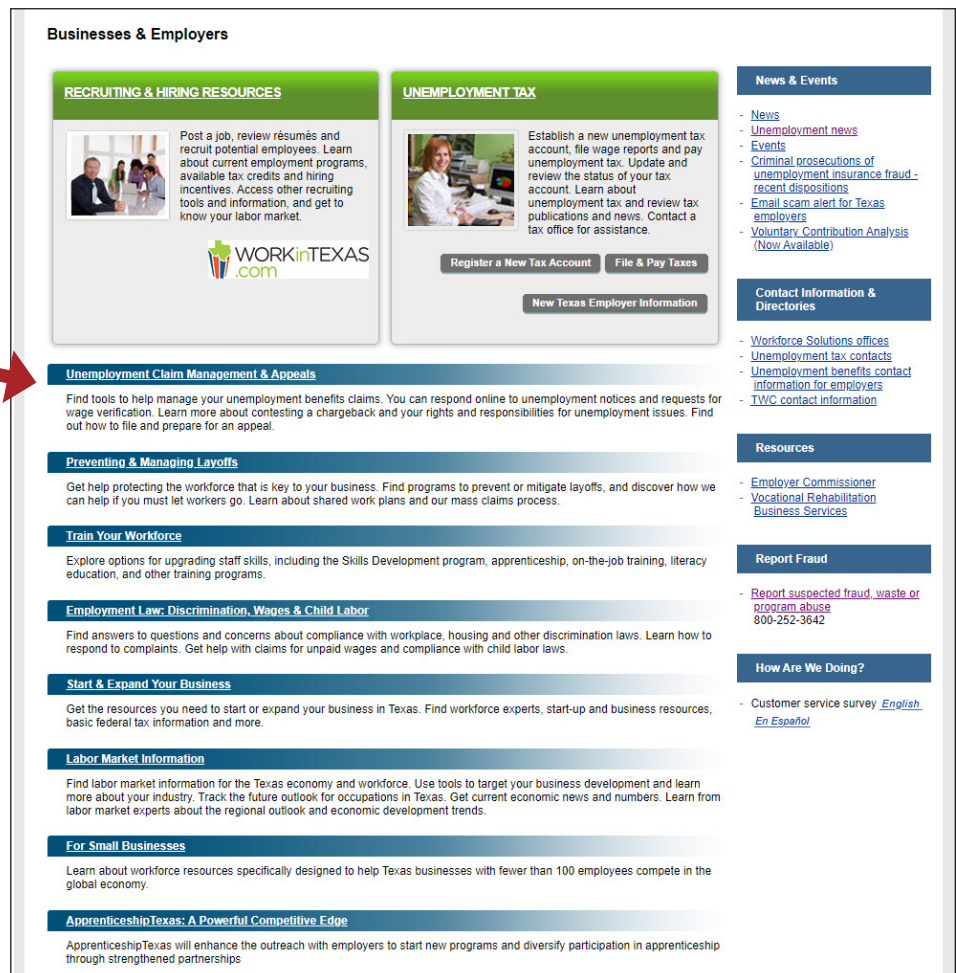 Businesses & Employers
RECRUITING & HIRING RESOURCES
Post a job, review résumés and
recruit potential employees. Learn
about current employment programs,
available tax credits and hiring
incentives. Access other recruiting
tools and information, and get to
know your labor market.
WORKinTEXAS
.com
UNEMPLOYMENT TAX
Establish a new unemployment tax
account, file wage reports and pay
unemployment tax. Update and
review the status of your tax
account. Learn about
unemployment tax and review tax
publications and news. Contact a
tax office for assistance.
Register a New Tax Account
File & Pay Taxes
New Texas Employer Information
Unemployment Claim Management & Appeals
Find tools to help manage your unemployment benefits claims. You can respond online to unemployment notices and requests for
wage verification. Learn more about contesting a chargeback and your rights and responsibilities for unemployment issues. Find
out how to file and prepare for an appeal.
Preventing & Managing Layoffs
Get help protecting the workforce that is key to your business. Find programs to prevent or mitigate layoffs, and discover how we
can help if you must let workers go. Learn about shared work plans and our mass claims process.
Train Your Workforce
Explore options for upgrading staff skills, including the Skills Development program, apprenticeship, on-the-job training, literacy
education, and other training programs.
Employment Law: Discrimination, Wages & Child Labor
Find answers to questions and concerns about compliance with workplace, housing and other discrimination laws. Learn how to
respond to complaints. Get help with claims for unpaid wages and compliance with child labor laws.
Start & Expand Your Business
Get the resources you need to start or expand your business in Texas. Find workforce experts, start-up and business resources,
basic federal tax information and more.
Labor Market Information
Find labor market information for the Texas economy and workforce. Use tools to target your business development and learn
more about your industry. Track the future outlook for occupations in Texas. Get current economic news and numbers. Learn from
labor market experts about the regional outlook and economic development trends.
For Small Businesses
Learn about workforce resources specifically designed to help Texas businesses with fewer than 100 employees compete in the
global economy.
ApprenticeshipTexas: A Powerful Competitive Edge
ApprenticeshipTexas will enhance the outreach with employers to start new programs and diversify participation in apprenticeship
through strengthened partnerships
News & Events
- News
- Unemployment news
- Events
- Criminal prosecutions of
unemployment insurance fraud -
recent dispositions
- Email scam alert for Texas
employers
- Voluntary Contribution Analysis
(Now Available)
Contact Information &
Directories
- Workforce Solutions offices
- Unemployment tax contacts
- Unemployment benefits contact
information for employers
- TWC contact information
Resources
- Employer Commissioner
- Vocational Rehabilitation
Business Services
Report Fraud
- Report suspected fraud, waste or
program abuse
800-252-3642
How Are We Doing?
- Customer service survey English
En Español